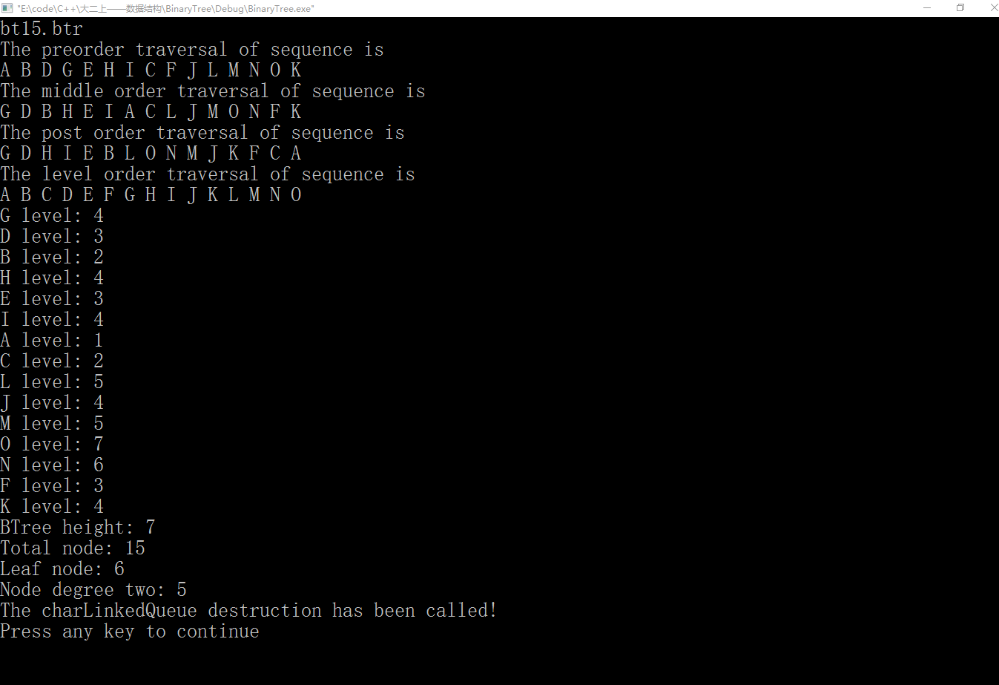 "E:\code\C++\大二上——数据结构\BinaryTree\Debug\BinaryTree.exe"
bt15.btr
The preorder traversal of sequence is
A B D G E H I C F J L M N O K
The middle order traversal of sequence is
G D B H E I A C L J M O N F K
The post order traversal of sequence is
G D H I E B L O N M J K F C A
The level order traversal of sequence is
A B C D E F G H I J K L M N O
G level: 4
D level: 3
B level: 2
H level: 4
E level: 3
I level: 4
A level: 1
C level: 2
L level: 5
J level: 4
M level: 5
O level: 7
N level: 6
F level: 3
K level: 4
BTree height: 7
Total node: 15
Leaf node: 6
Node degree two: 5
The charLinkedQueue destruction has been called!
Press any key to continue